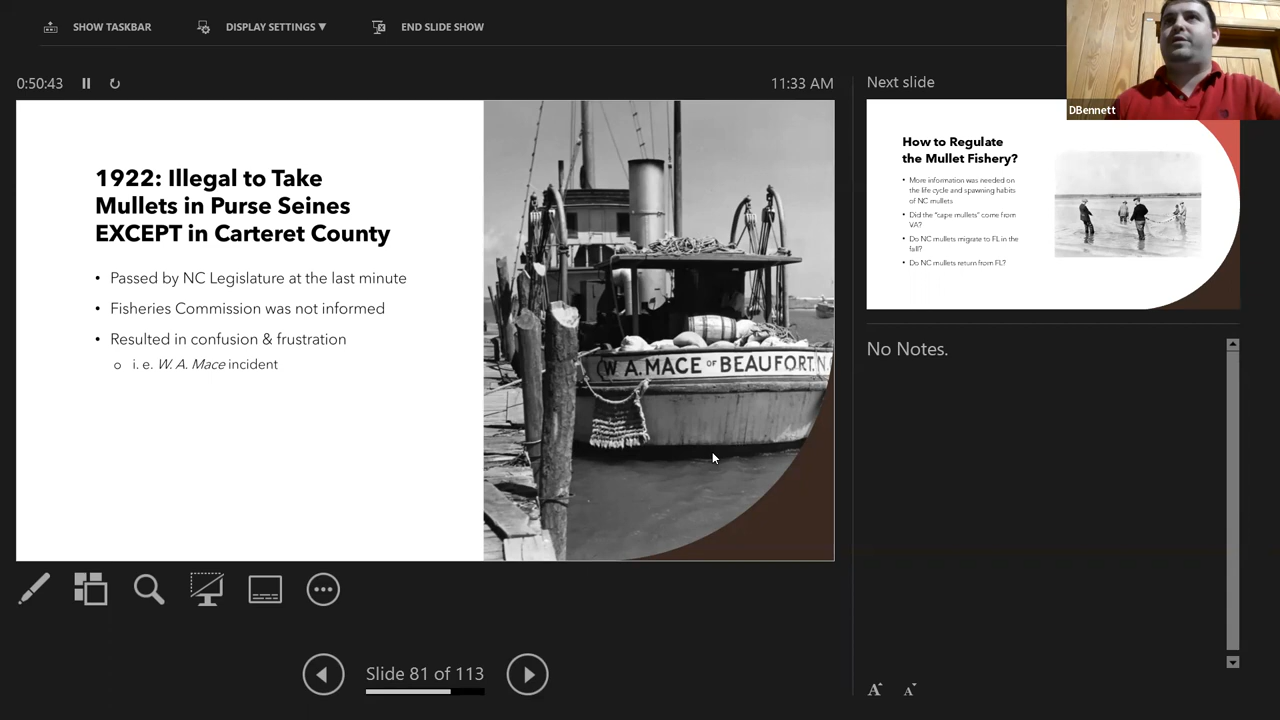 SHOW TASKBAR
DISPLAY SETTINGS ▼
END SLIDE SHOW
0:50:43
11:33 AM
1922: Illegal to Take
Mullets in Purse Seines
EXCEPT in Carteret County
• Passed by NC Legislature at the last minute
• Fisheries Commission was not informed
• Resulted in confusion & frustration
o i. e. W. A. Mace incident
W. A. MACE OF BEAUFORT, N.
Slide 81 of 113
Next slide
How to Regulate
the Mullet Fishery?
• More information was needed on
the life cycle and spawning habits
of NC mullets
• Did the "cape mullets" come from
VA?
• Do NC mullets migrate to FL in the
fall?
• Do NC mullets return from FL?
No Notes.
A A
DBennett